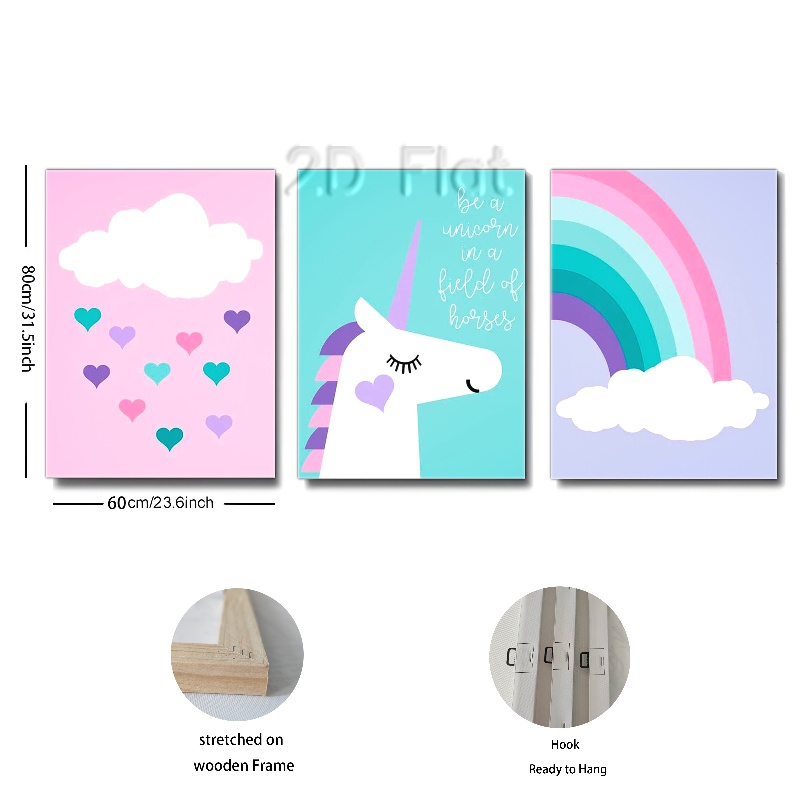 2D Flat
be a
unicorn
in a
field of
horses
80cm/31.5inch
60cm/23.6inch
stretched on
wooden Frame
Hook
Ready to Hang